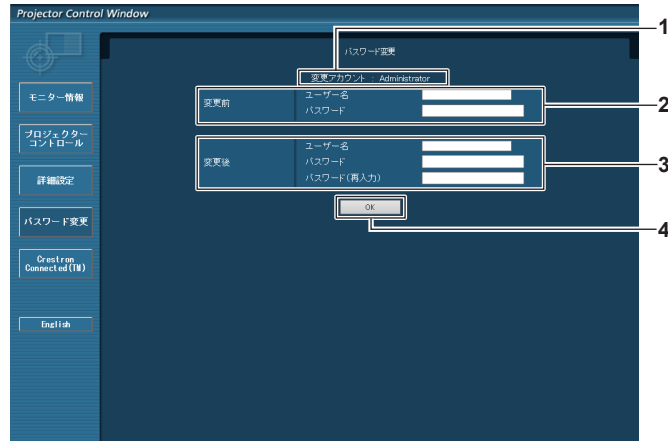 Projector Control Window
1
パスワード変更
変更アカウント : Administrator
モニター情報
変更前
ユーザー名
パスワード
2
プロジェクター
コントロール
変更後
ユーザー名
パスワード
パスワード(再入力)
3
詳細設定
OK
4
パスワード変更
Crestron
Connected(TM)
English